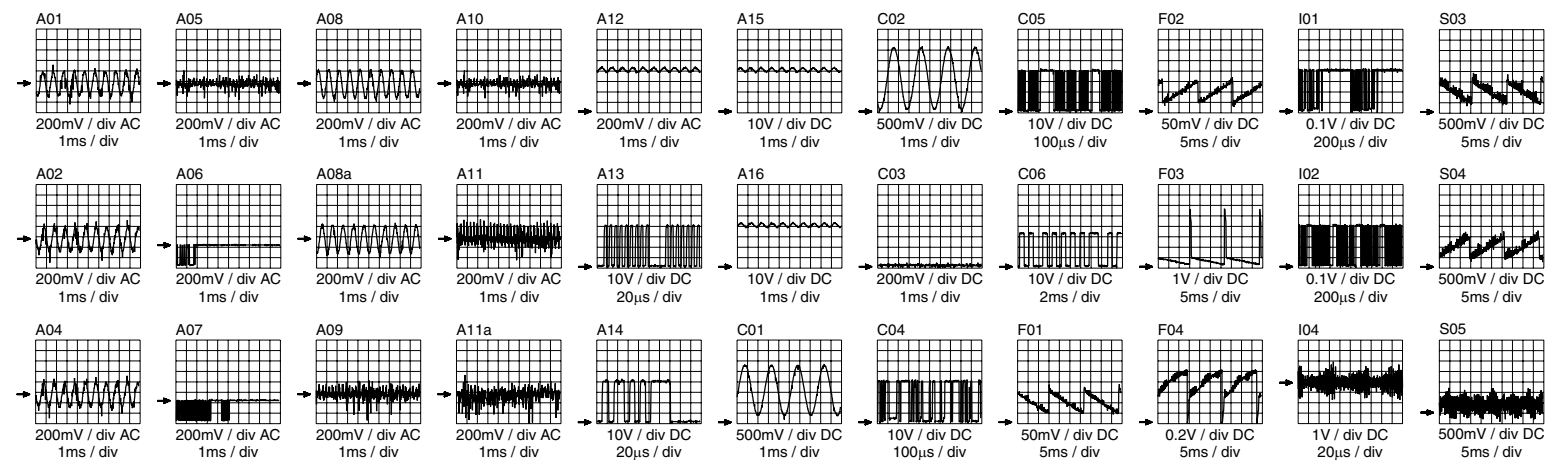 A01 A05 A08 A10 A12 A15 C02 C05 F02 I01 S03
200mV / div AC 200mV / div AC 200mV / div AC 200mV / div AC 200mV / div AC 10V / div DC 500mV / div DC 10V / div DC 50mV / div DC 0.1V / div DC 500mV / div DC
1ms / div 1ms / div 1ms / div 1ms / div 1ms / div 1ms / div 1ms / div 100μs / div 5ms / div 200μs / div 5ms / div
A02 A06 A08a A11 A13 A16 C03 C06 F03 I02 S04
200mV / div AC 200mV / div AC 200mV / div AC 200mV / div AC 10V / div DC 10V / div DC 200mV / div DC 10V / div DC 1V / div DC 0.1V / div DC 500mV / div DC
1ms / div 1ms / div 1ms / div 1ms / div 20μs / div 1ms / div 1ms / div 2ms / div 5ms / div 200μs / div 5ms / div
A04 A07 A09 A11a A14 C01 C04 F01 F04 I04 S05
200mV / div AC 200mV / div AC 200mV / div AC 200mV / div AC 10V / div DC 500mV / div DC 10V / div DC 50mV / div DC 0.2V / div DC 1V / div DC 500mV / div DC
1ms / div 1ms / div 1ms / div 1ms / div 20μs / div 1ms / div 100μs / div 5ms / div 5ms / div 20μs / div 5ms / div